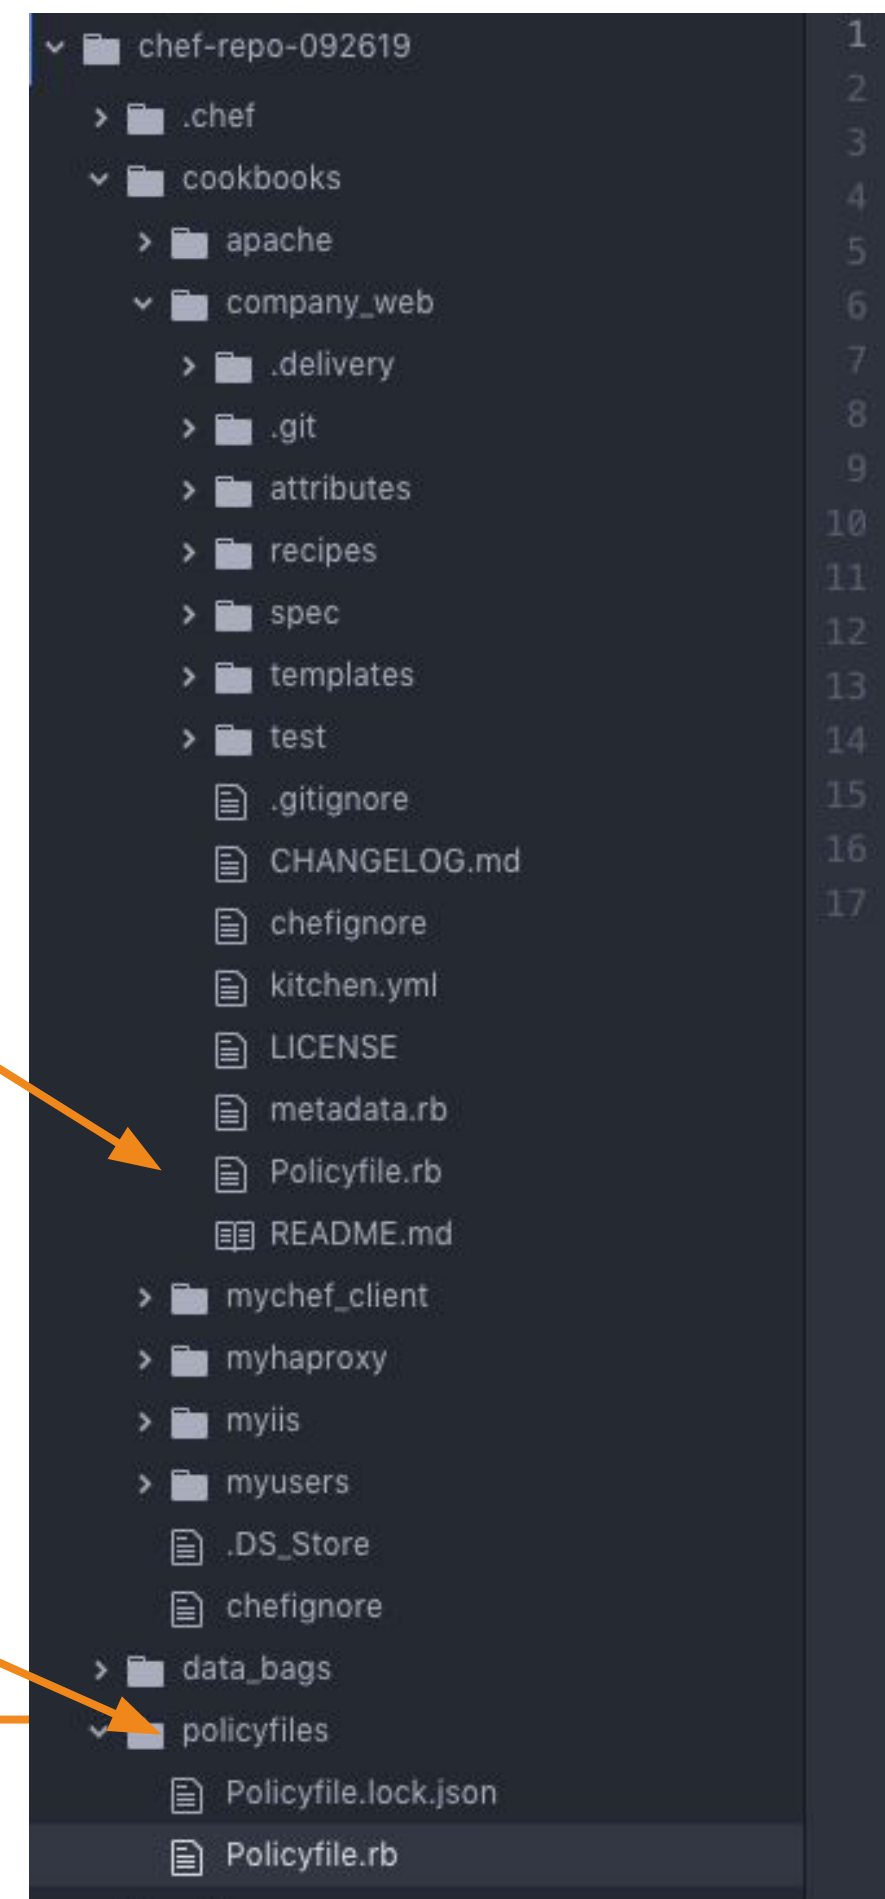 chef-repo-092619
.chef
cookbooks
apache
company_web
.delivery
.git
attributes
recipes
spec
templates
test
.gitignore
CHANGELOG.md
chefignore
kitchen.yml
LICENSE
metadata.rb
Policyfile.rb
README.md
mychef_client
myhaproxy
myiis
myusers
.DS_Store
chefignore
data_bags
policyfiles
Policyfile.lock.json
Policyfile.rb
1
2
3
4
5
6
7
8
9
10
11
12
13
14
15
16
17